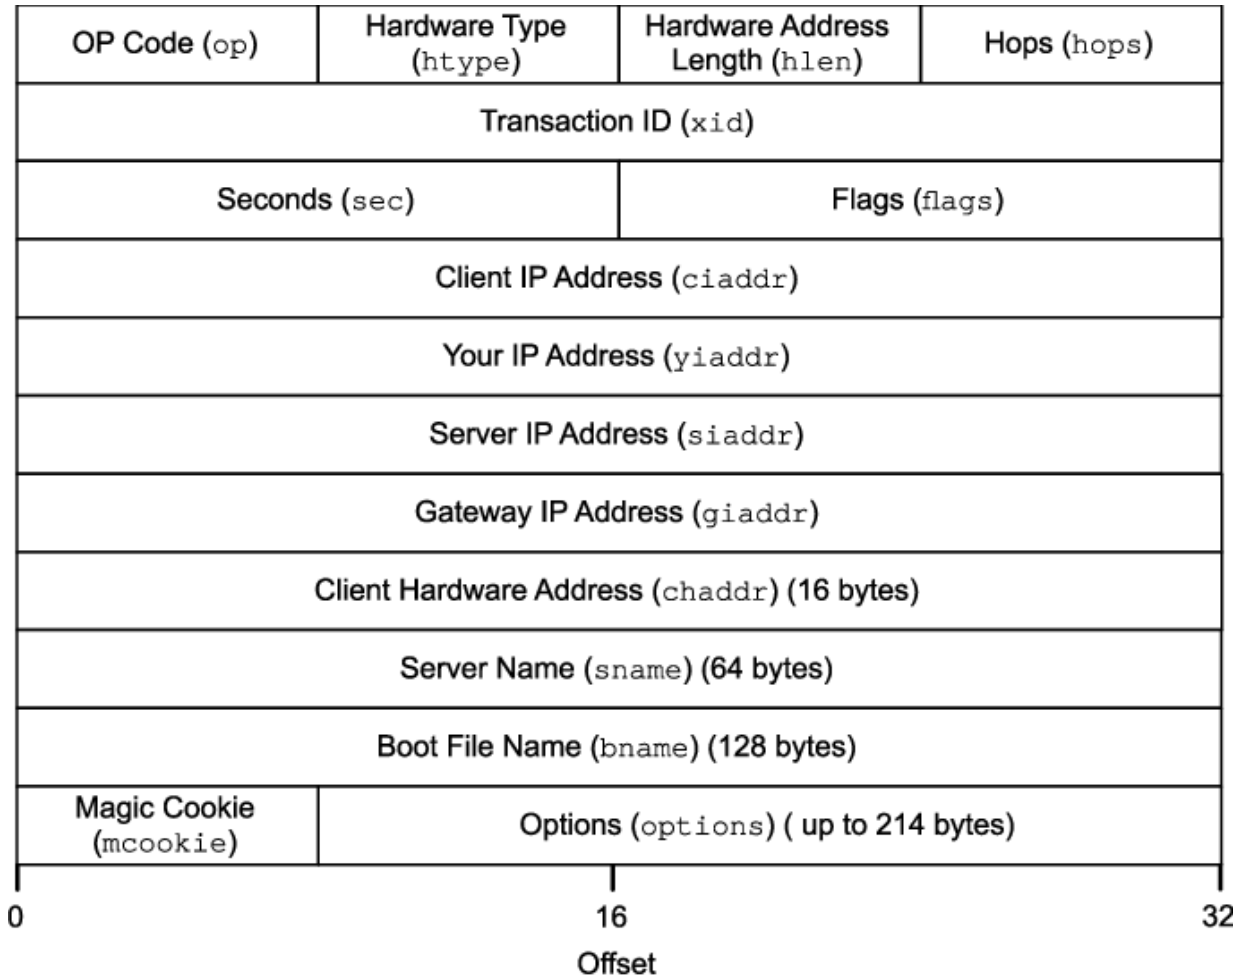 OP Code (op)
Hardware Type
(htype)
Hardware Address
Length (hlen)
Hops (hops)
Transaction ID (xid)
Seconds (sec)
Flags (flags)
Client IP Address (ciaddr)
Your IP Address (yiaddr)
Server IP Address (siaddr)
Gateway IP Address (giaddr)
Client Hardware Address (chaddr) (16 bytes)
Server Name (sname) (64 bytes)
Boot File Name (bname) (128 bytes)
Magic Cookie
(mcookie)
Options (options) ( up to 214 bytes)
0
16
32
Offset